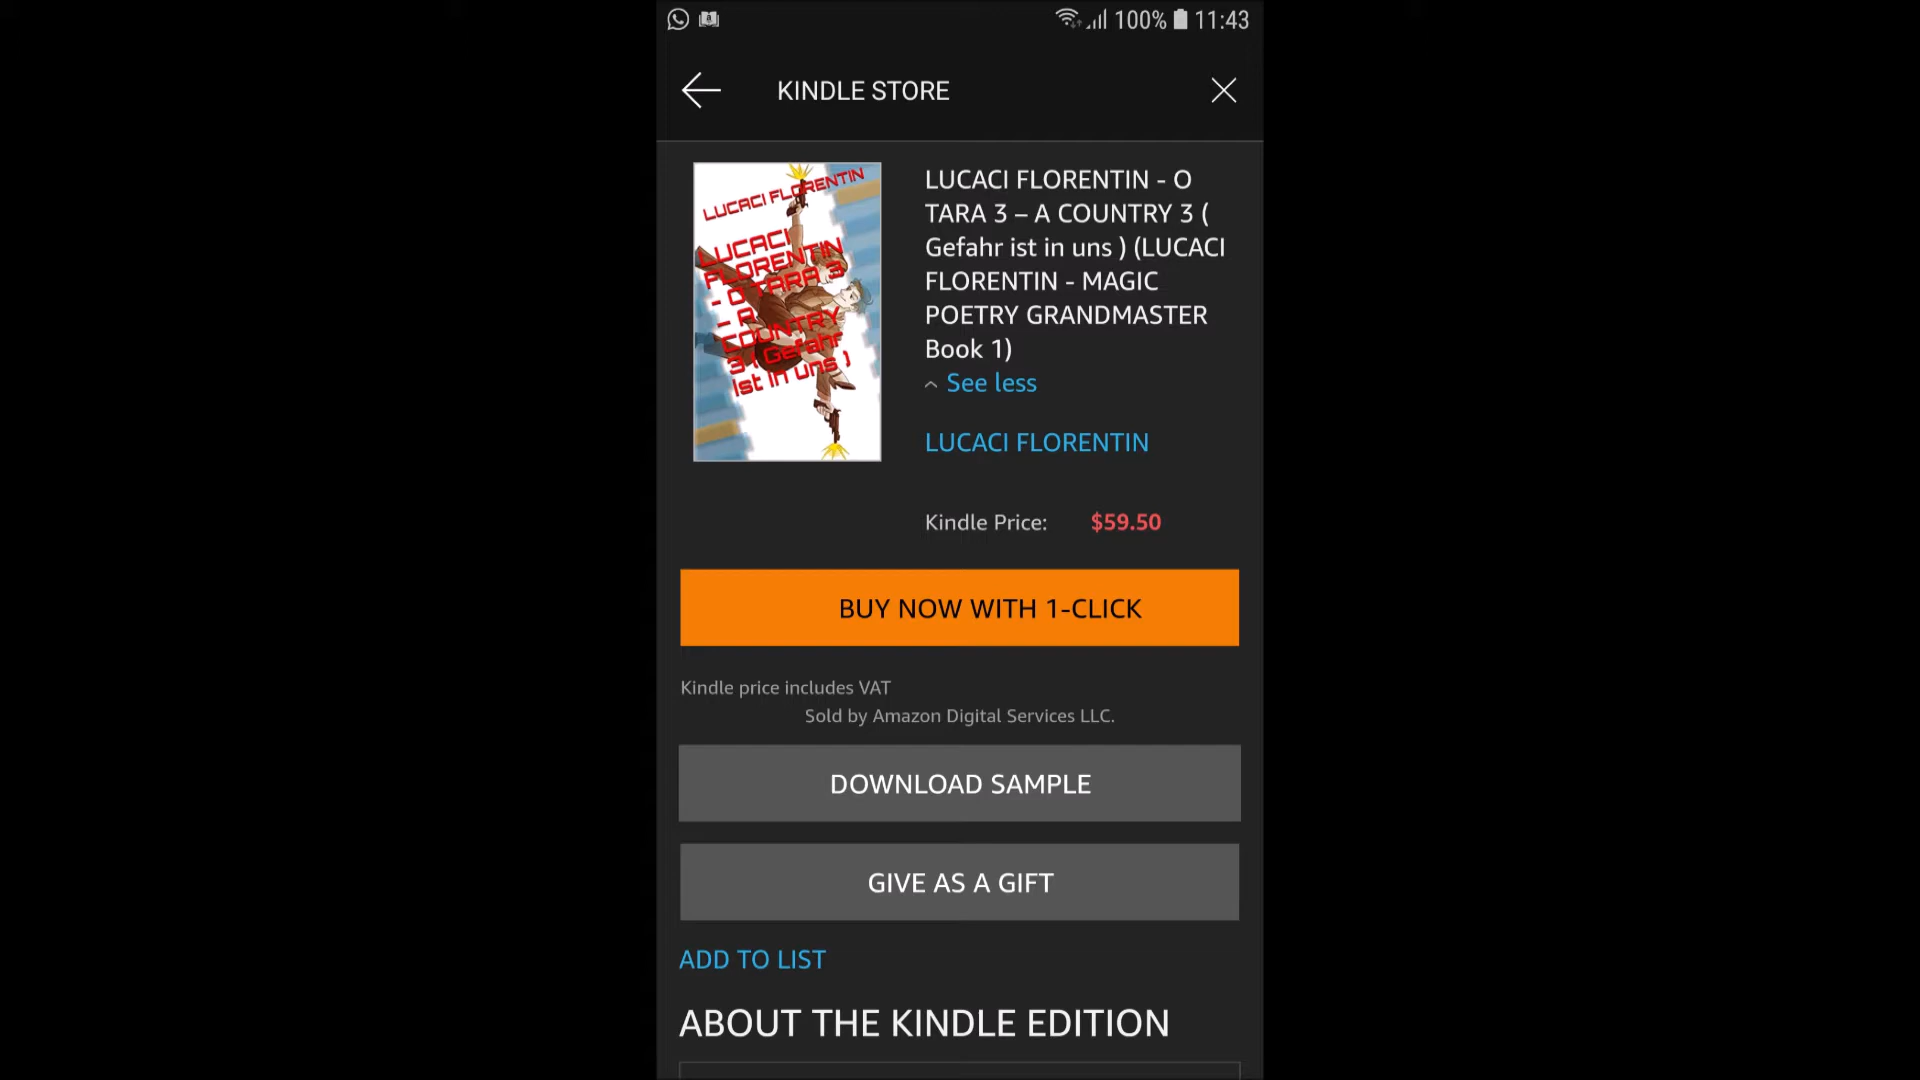 100% 11:43
KINDLE STORE
LUCACI FLORENTIN
LUCACI
FLORENTIN
- O TARA 3
– A
COUNTRY
3 ( Gefahr
ist in uns )
LUCACI FLORENTIN - O
TARA 3 – A COUNTRY 3 (
Gefahr ist in uns ) (LUCACI
FLORENTIN - MAGIC
POETRY GRANDMASTER
Book 1)
See less
LUCACI FLORENTIN
Kindle Price: $59.50
BUY NOW WITH 1-CLICK
Kindle price includes VAT
Sold by Amazon Digital Services LLC.
DOWNLOAD SAMPLE
GIVE AS A GIFT
ADD TO LIST
ABOUT THE KINDLE EDITION